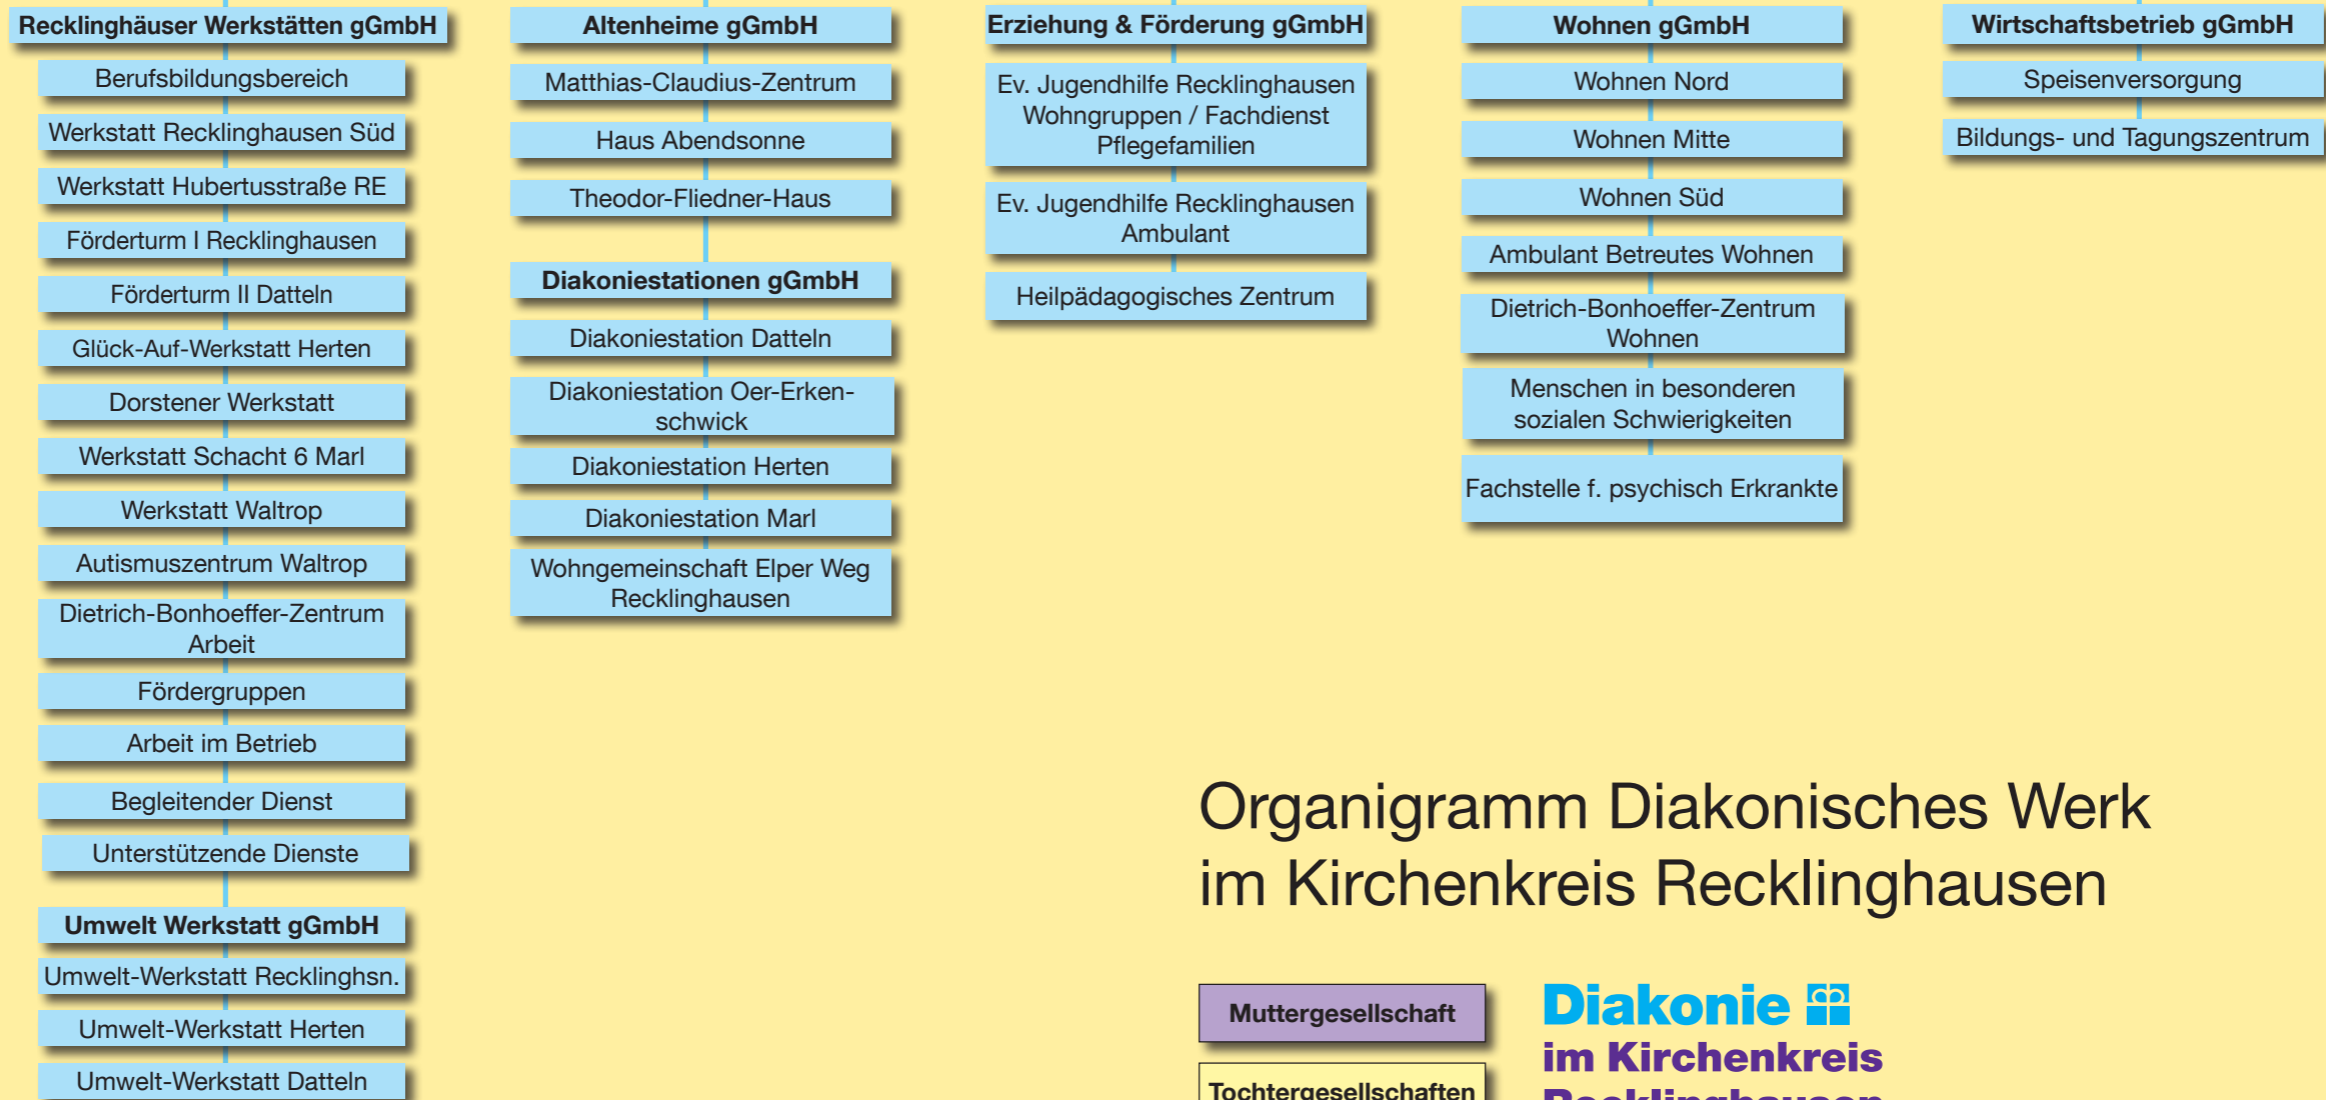 Recklinghäuser Werkstätten gGmbH
Berufsbildungsbereich
Werkstatt Recklinghausen Süd
Werkstatt Hubertusstraße RE
Förderturm I Recklinghausen
Förderturm II Datteln
Glück-Auf-Werkstatt Herten
Dorstener Werkstatt
Werkstatt Schacht 6 Marl
Werkstatt Waltrop
Autismuszentrum Waltrop
Dietrich-Bonhoeffer-Zentrum
Arbeit
Fördergruppen
Arbeit im Betrieb
Begleitender Dienst
Unterstützende Dienste
Umwelt Werkstatt gGmbH
Umwelt-Werkstatt Recklinghsn.
Umwelt-Werkstatt Herten
Umwelt-Werkstatt Datteln
Altenheime gGmbH
Matthias-Claudius-Zentrum
Haus Abendsonne
Theodor-Fliedner-Haus
Diakoniestationen gGmbH
Diakoniestation Datteln
Diakoniestation Oer-Erken-
schwick
Diakoniestation Herten
Diakoniestation Marl
Wohngemeinschaft Elper Weg
Recklinghausen
Erziehung & Förderung gGmbH
Ev. Jugendhilfe Recklinghausen
Wohngruppen / Fachdienst
Pflegefamilien
Ev. Jugendhilfe Recklinghausen
Ambulant
Heilpädagogisches Zentrum
Wohnen gGmbH
Wohnen Nord
Wohnen Mitte
Wohnen Süd
Ambulant Betreutes Wohnen
Dietrich-Bonhoeffer-Zentrum
Wohnen
Menschen in besonderen
sozialen Schwierigkeiten
Fachstelle f. psychisch Erkrankte
Wirtschaftsbetrieb gGmbH
Speisenversorgung
Bildungs- und Tagungszentrum
Organigramm Diakonisches Werk
im Kirchenkreis Recklinghausen
Muttergesellschaft
Tochtergesellschaften
Diakonie
im Kirchenkreis
Recklinghausen